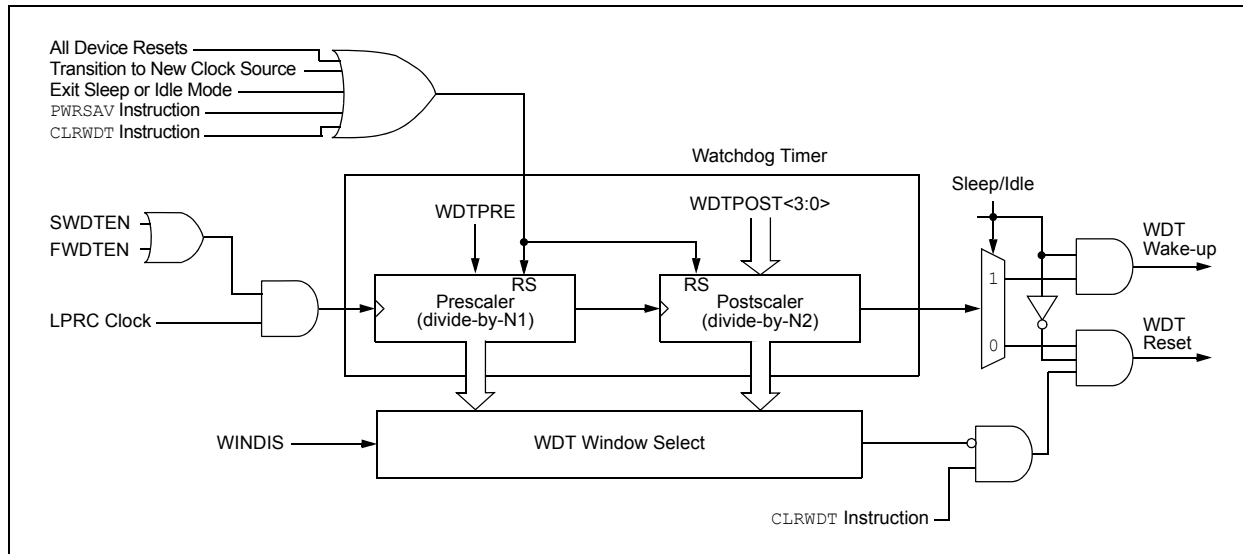 All Device Resets
Transition to New Clock Source
Exit Sleep or Idle Mode
PWRSAV Instruction
CLRWDT Instruction
Watchdog Timer
Sleep/Idle
SWDTEN
FWDTEN
WDTPRE
WDTPOST<3:0>
WDT
Wake-up
RS
RS
1
Prescaler
(divide-by-N1)
Postscaler
(divide-by-N2)
LPRC Clock
0
WDT
Reset
WINDIS
WDT Window Select
CLRWDT Instruction